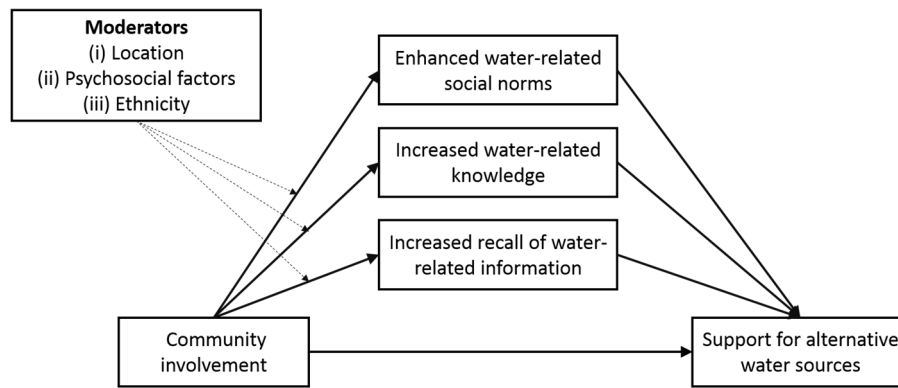 Moderators
(i) Location
(ii) Psychosocial factors
(iii) Ethnicity
Enhanced water-related
social norms
Increased water-related
knowledge
Increased recall of water-
related information
Community
involvement
Support for alternative
water sources